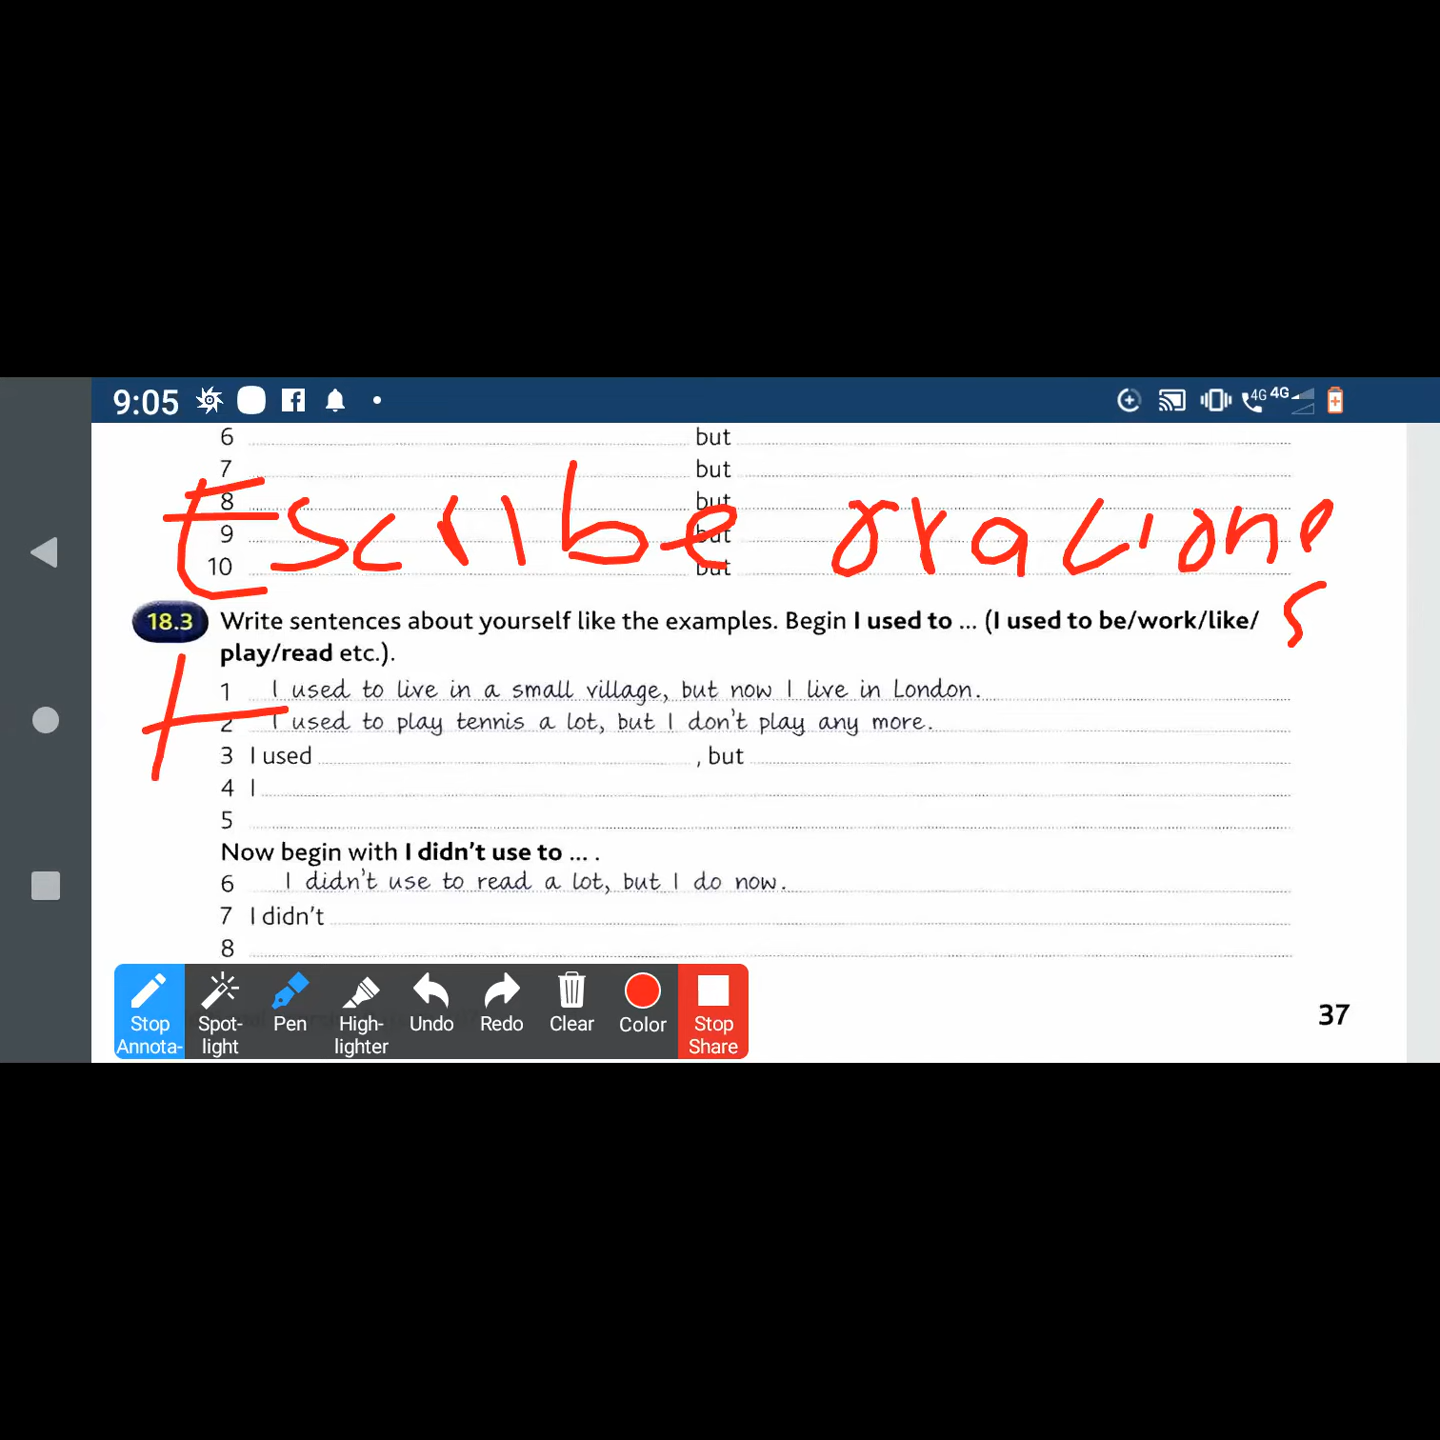 9:05 4G 4G
6 but
7 but
8 but
9 but
10 but
Escribe oraciones
18.3 Write sentences about yourself like the examples. Begin I used to ... (I used to be/work/like/
play/read etc.).
1 I used to live in a small village, but now I live in London.
2 I used to play tennis a lot, but I don't play any more.
3 I used , but
4 I
5
Now begin with I didn't use to ... .
6 I didn't use to read a lot, but I do now.
7 I didn't
8
Stop Annota- Spot-light Pen High-lighter Undo Redo Clear Color Stop Share
37